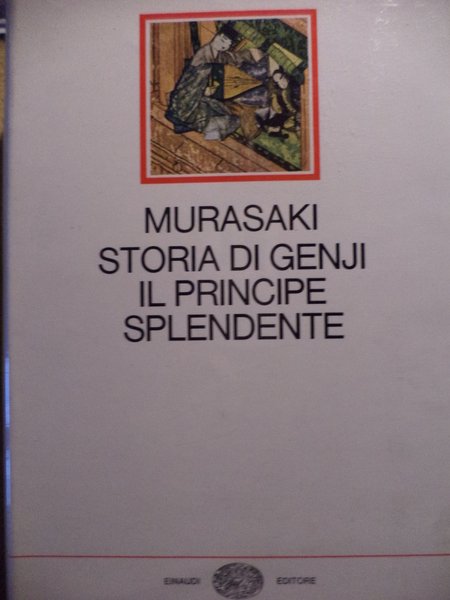 MURASAKI
STORIA DI GENJI
IL PRINCIPE
SPLENDENTE
EINAUDI EDITORE